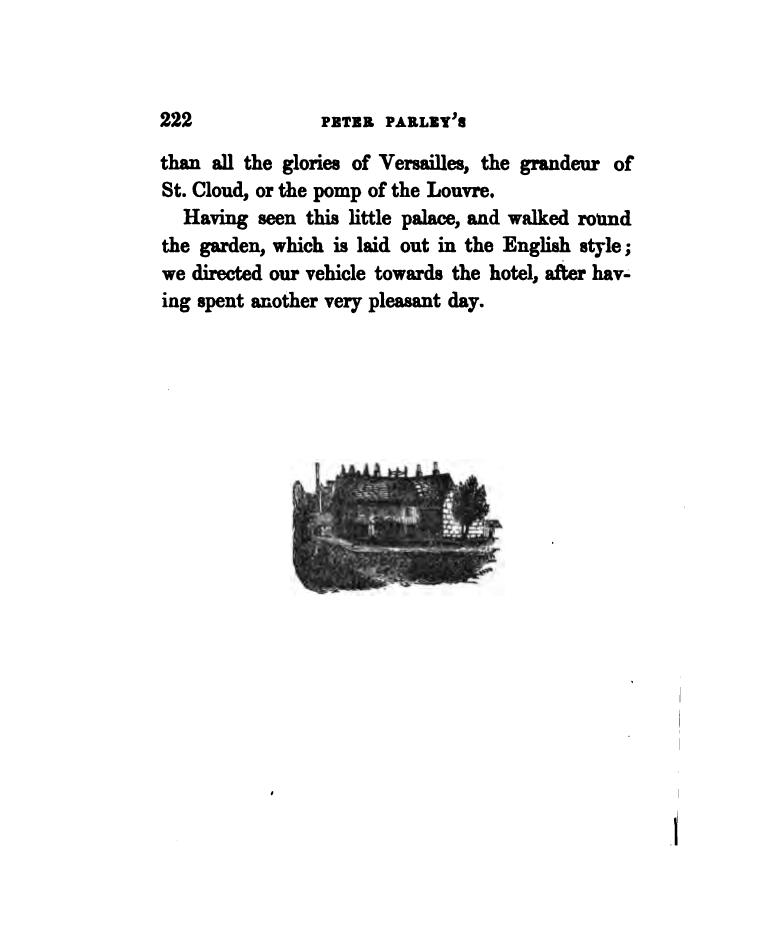 222 PETER PARLEY'S
than all the glories of Versailles, the grandeur of
St. Cloud, or the pomp of the Louvre.
Having seen this little palace, and walked round
the garden, which is laid out in the English style;
we directed our vehicle towards the hotel, after hav-
ing spent another very pleasant day.